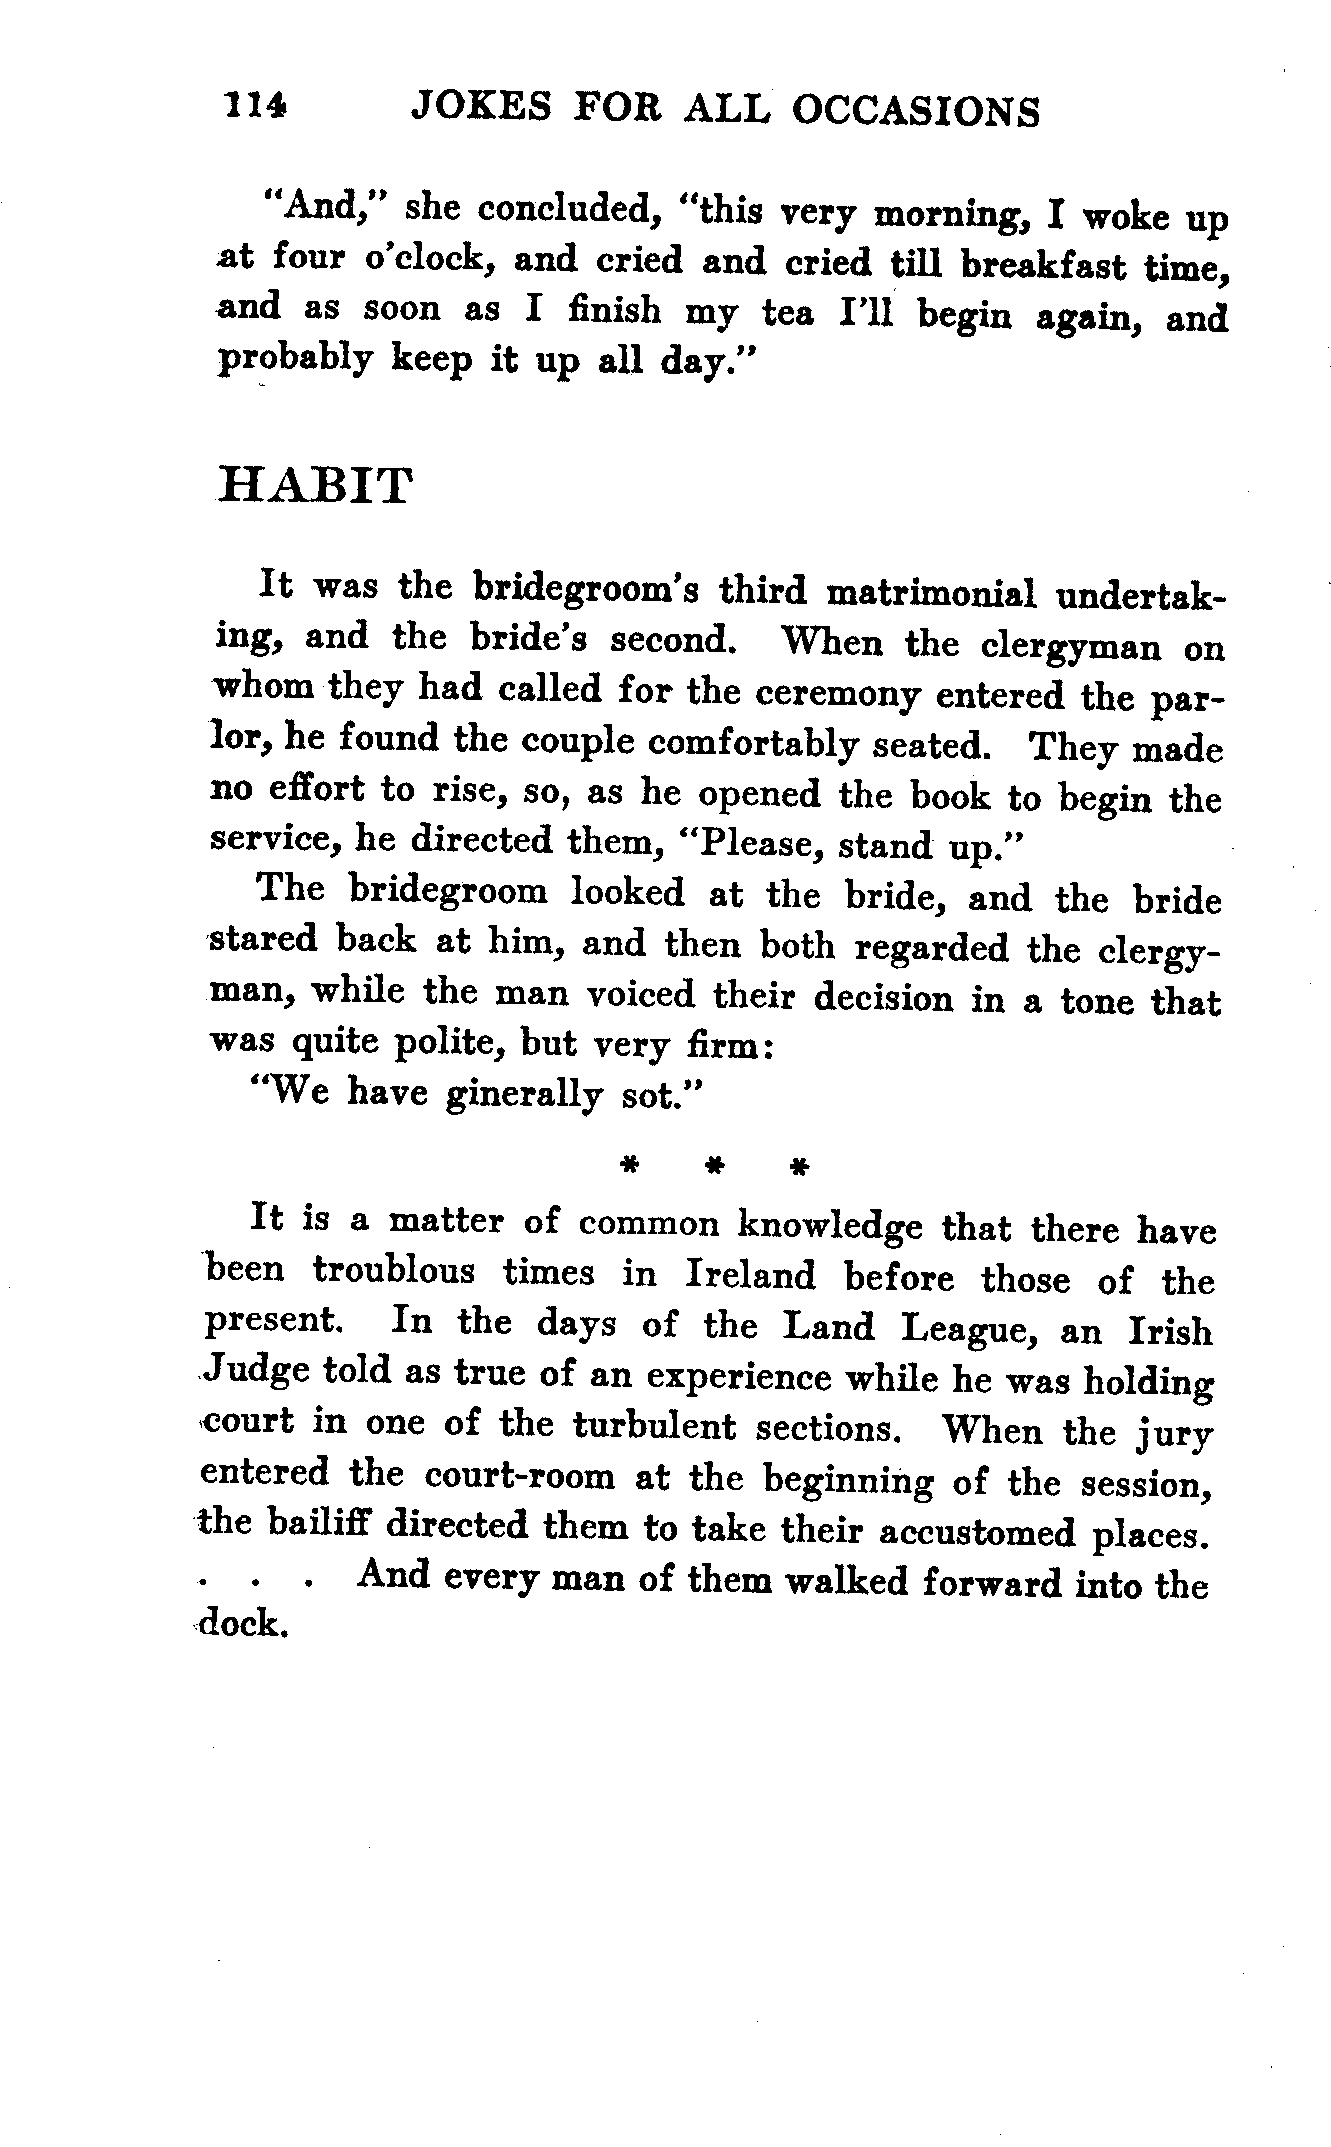 114 JOKES FOR ALL OCCASIONS
"And," she concluded, "this very morning, I woke up
at four o'clock, and cried and cried till breakfast time,
and as soon as I finish my tea I'll begin again, and
probably keep it up all day."
HABIT
It was the bridegroom's third matrimonial undertak-
ing, and the bride's second. When the clergyman on
whom they had called for the ceremony entered the par-
lor, he found the couple comfortably seated. They made
no effort to rise, so, as he opened the book to begin the
service, he directed them, "Please, stand up."
The bridegroom looked at the bride, and the bride
stared back at him, and then both regarded the clergy-
man, while the man voiced their decision in a tone that
was quite polite, but very firm:
"We have ginerally sot."
* * *
It is a matter of common knowledge that there have
been troublous times in Ireland before those of the
present. In the days of the Land League, an Irish
Judge told as true of an experience while he was holding
court in one of the turbulent sections. When the jury
entered the court-room at the beginning of the session,
the bailiff directed them to take their accustomed places.
. . . And every man of them walked forward into the
dock.